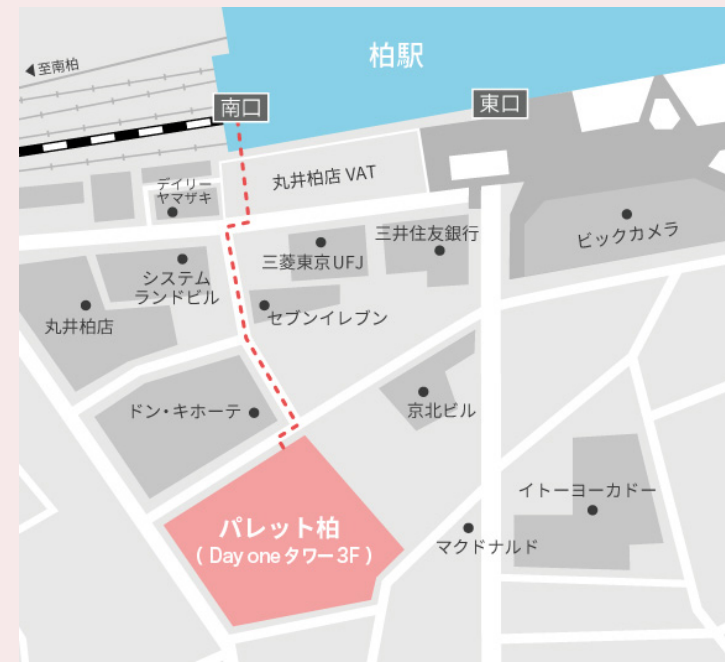 柏駅
◀至南柏
南口
東口
丸井柏店 VAT
デイリー
ヤマザキ
ビックカメラ
三井住友銀行
三菱東京UFJ
システム
ランドビル
セブンイレブン
丸井柏店
ドン・キホーテ
京北ビル
イトーヨーカドー
マクドナルド
パレット柏
( Day one タワー 3F )